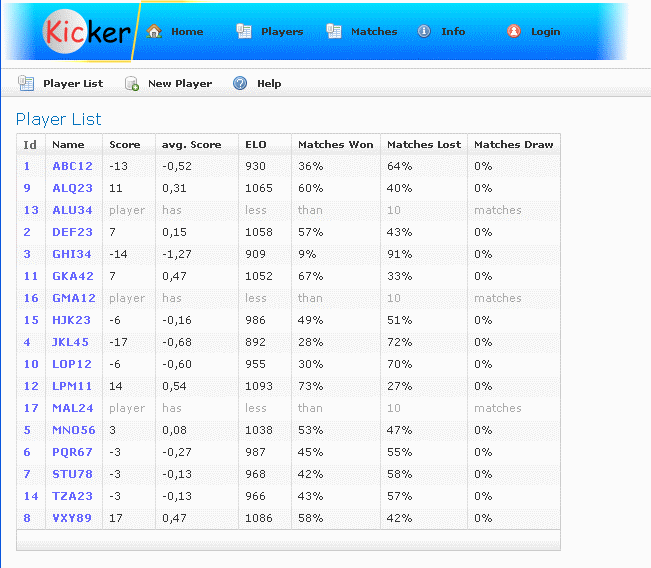 Kicker Home Players Matches Info Login
Player List New Player Help
Player List
Id Name Score avg. Score ELO Matches Won Matches Lost Matches Draw
1 ABC12 -13 -0,52 930 36% 64% 0%
9 ALQ23 11 0,31 1065 60% 40% 0%
13 ALU34 player has less than 10 matches
2 DEF23 7 0,15 1058 57% 43% 0%
3 GHI34 -14 -1,27 909 9% 91% 0%
11 GKA42 7 0,47 1052 67% 33% 0%
16 GMA12 player has less than 10 matches
15 HJK23 -6 -0,16 986 49% 51% 0%
4 JKL45 -17 -0,68 892 28% 72% 0%
10 LOP12 -6 -0,60 955 30% 70% 0%
12 LPM11 14 0,54 1093 73% 27% 0%
17 MAL24 player has less than 10 matches
5 MNO56 3 0,08 1038 53% 47% 0%
6 PQR67 -3 -0,27 987 45% 55% 0%
7 STU78 -3 -0,13 968 42% 58% 0%
14 TZA23 -3 -0,13 966 43% 57% 0%
8 VXY89 17 0,47 1086 58% 42% 0%